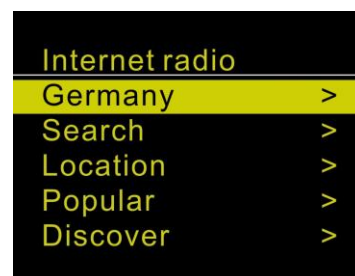 Internet radio
Germany >
Search >
Location >
Popular >
Discover >